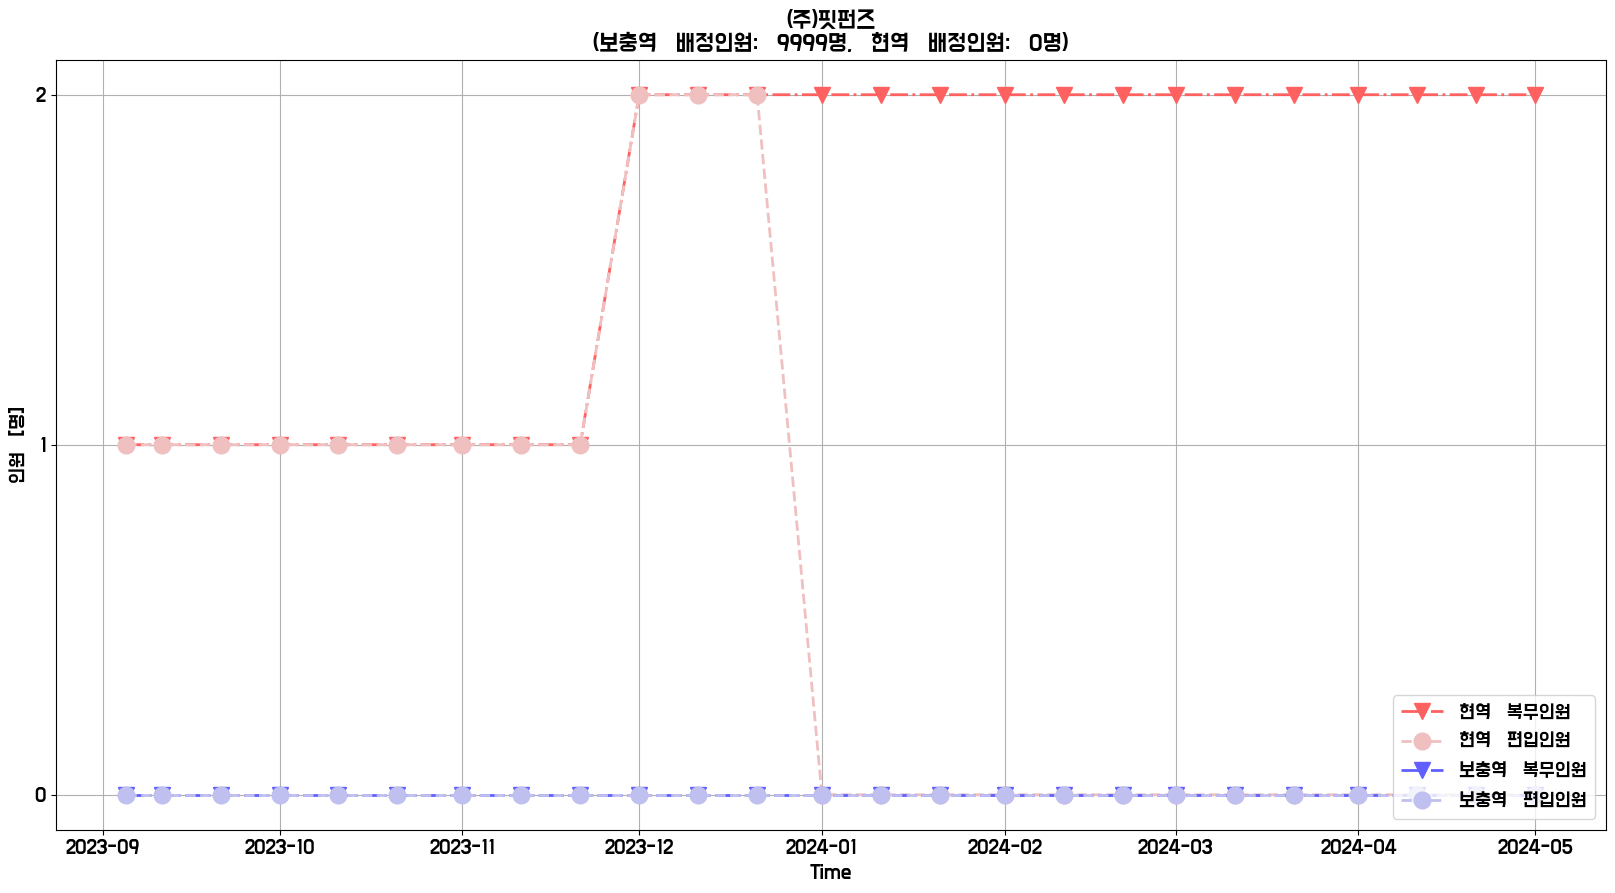 (주)핏펀즈
(보충역 배정인원: 9999명, 현역 배정인원: 0명)
인원 [명]
2
1
0
현역 복무인원
현역 편입인원
보충역 복무인원
보충역 편입인원
2023-09 2023-10 2023-11 2023-12 2024-01 2024-02 2024-03 2024-04 2024-05
Time